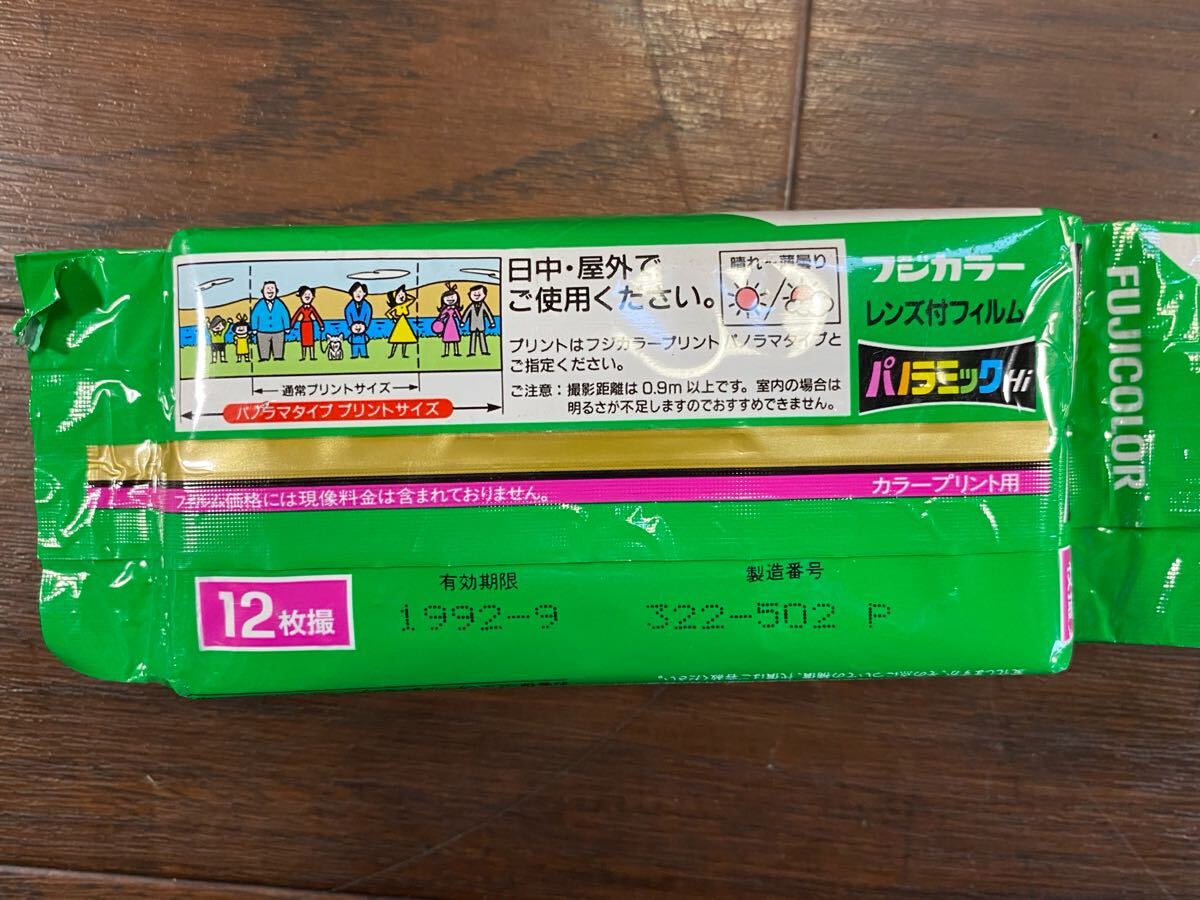 日中・屋外で
ご使用ください。
晴れ〜薄曇り
プリントはフジカラープリント パノラマタイプと
ご指定ください。
ご注意：撮影距離は0.9m以上です。室内の場合は
明るさが不足しますのでおすすめできません。
通常プリントサイズ
パノラマタイプ プリントサイズ
フジカラー
レンズ付フィルム
パノラミックHi
FUJICOLOR
フィルム価格には現像料金は含まれておりません。
カラープリント用
12枚撮
有効期限
1992-9
製造番号
322-502 P